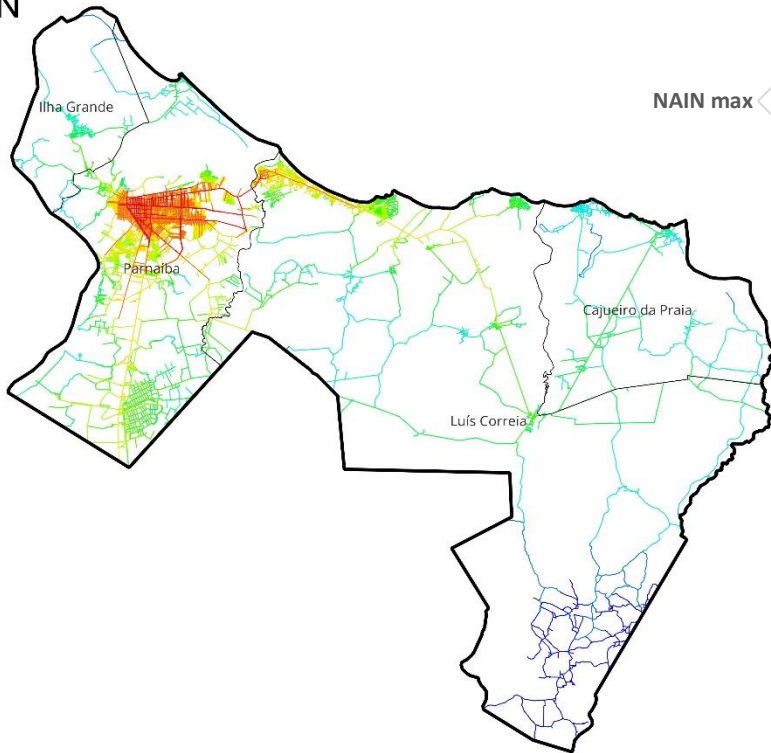 N
Ilha Grande
NAIN max
Parnaíba
Cajueiro da Praia
Luís Correia